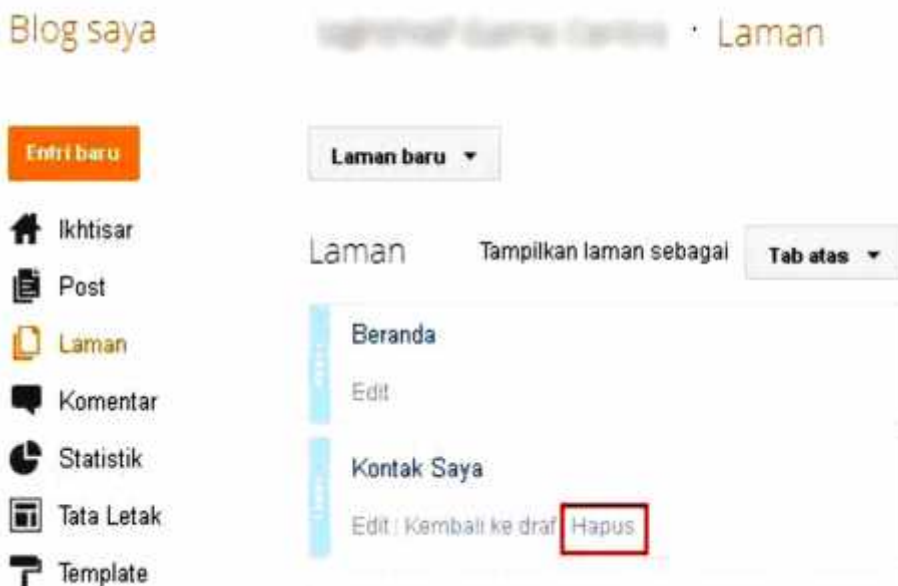 Blog saya
· Laman
Entri baru
Laman baru
Ikhtisar
Post
Laman
Komentar
Statistik
Tata Letak
Template
Laman
Tampilkan laman sebagai
Tab atas
Beranda
Edit
Kontak Saya
Edit | Kembali ke draf Hapus